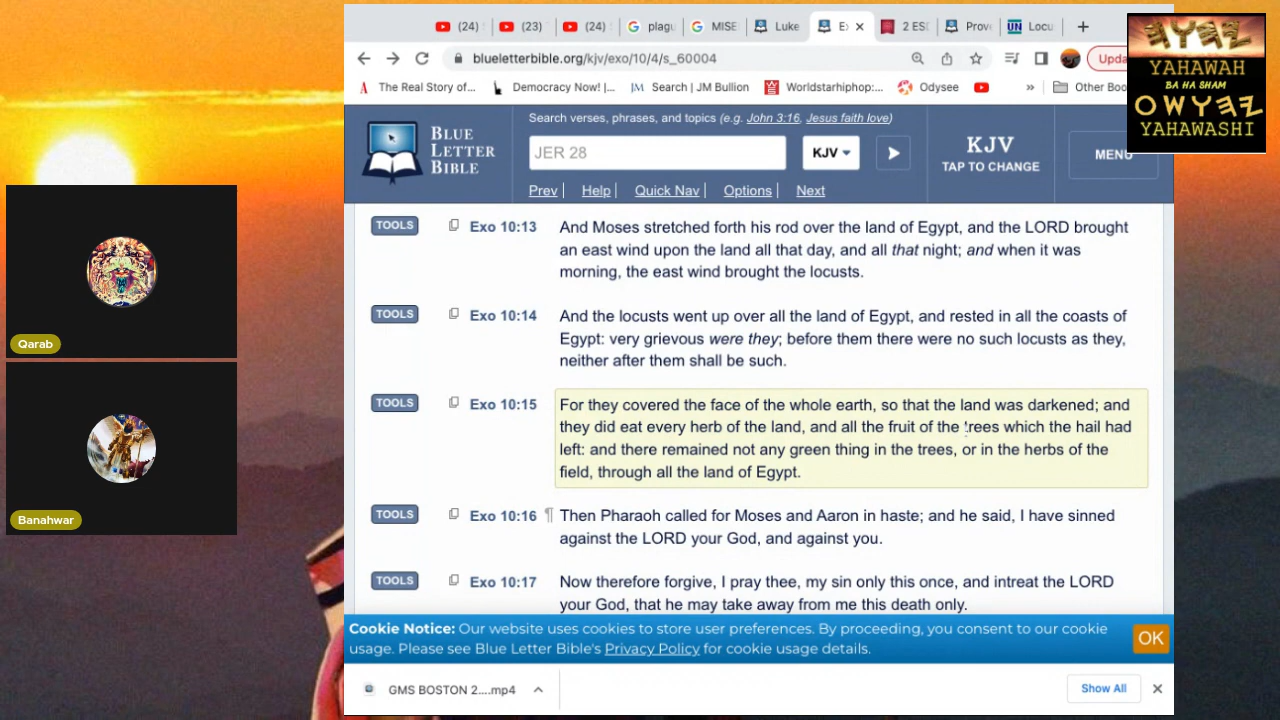 (24)
(23)
(24)
plagu
MISE
Luke
Ex
2 ES
Prov
Locu
blueletterbible.org/kjv/exo/10/4/s_60004
Upda
The Real Story of...
Democracy Now! |...
JM Search | JM Bullion
Worldstarhiphop:...
Odysee
»
Other Boo
YAHAWAH
BA HA SHAM
YAHAWASHI
BLUE
LETTER
BIBLE
Search verses, phrases, and topics (e.g. John 3:16, Jesus faith love)
JER 28
KJV
Prev | Help | Quick Nav | Options | Next
KJV
TAP TO CHANGE
MENU
TOOLS Exo 10:13 And Moses stretched forth his rod over the land of Egypt, and the LORD brought
an east wind upon the land all that day, and all that night; and when it was
morning, the east wind brought the locusts.
TOOLS Exo 10:14 And the locusts went up over all the land of Egypt, and rested in all the coasts of
Egypt: very grievous were they; before them there were no such locusts as they,
neither after them shall be such.
TOOLS Exo 10:15 For they covered the face of the whole earth, so that the land was darkened; and
they did eat every herb of the land, and all the fruit of the trees which the hail had
left: and there remained not any green thing in the trees, or in the herbs of the
field, through all the land of Egypt.
TOOLS Exo 10:16 ¶ Then Pharaoh called for Moses and Aaron in haste; and he said, I have sinned
against the LORD your God, and against you.
TOOLS Exo 10:17 Now therefore forgive, I pray thee, my sin only this once, and intreat the LORD
your God, that he may take away from me this death only.
Cookie Notice: Our website uses cookies to store user preferences. By proceeding, you consent to our cookie
usage. Please see Blue Letter Bible's Privacy Policy for cookie usage details.
OK
GMS BOSTON 2....mp4
Show All
Qarab
Banahwar